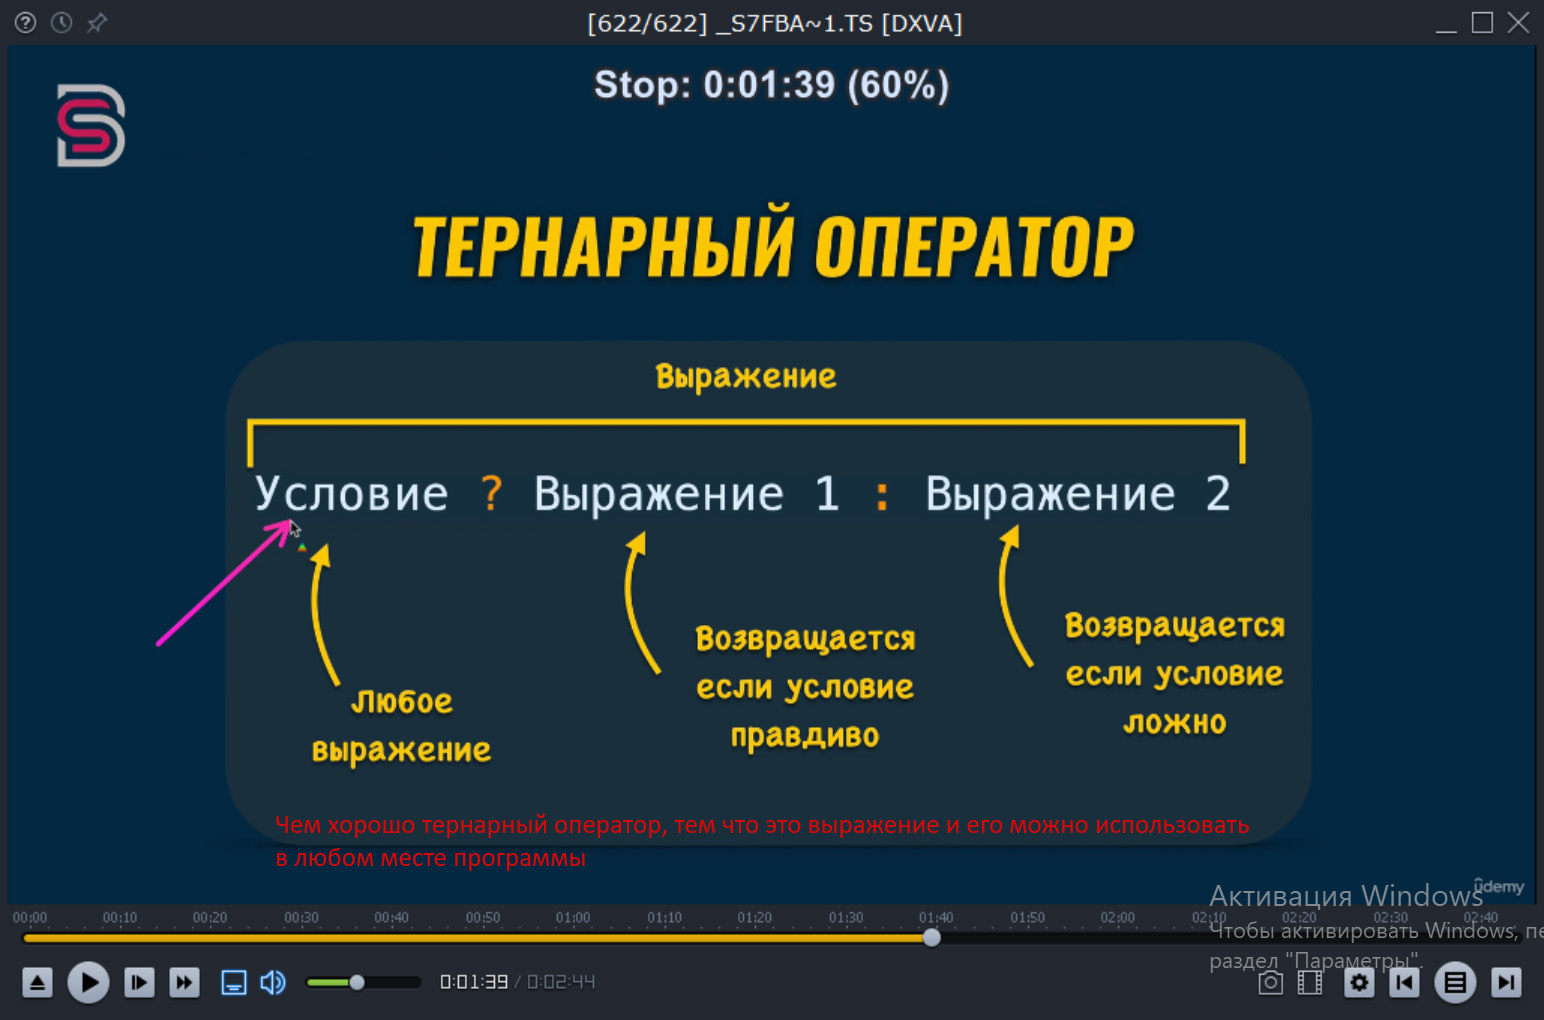 [622/622] _S7FBA~1.TS [DXVA]
Stop: 0:01:39 (60%)
ТЕРНАРНЫЙ ОПЕРАТОР
Выражение
Условие ? Выражение 1 : Выражение 2
Любое
выражение
Возвращается
если условие
правдиво
Возвращается
если условие
ложно
Чем хорошо тернарный оператор, тем что это выражение и его можно использовать
в любом месте программы
ûdemy
Активация Windows
Чтобы активировать Windows, пе
раздел "Параметры".
00:00 00:10 00:20 00:30 00:40 00:50 01:00 01:10 01:20 01:30 01:40 01:50 02:00 02:10 02:20 02:30 02:40
0:01:39 / 0:02:44